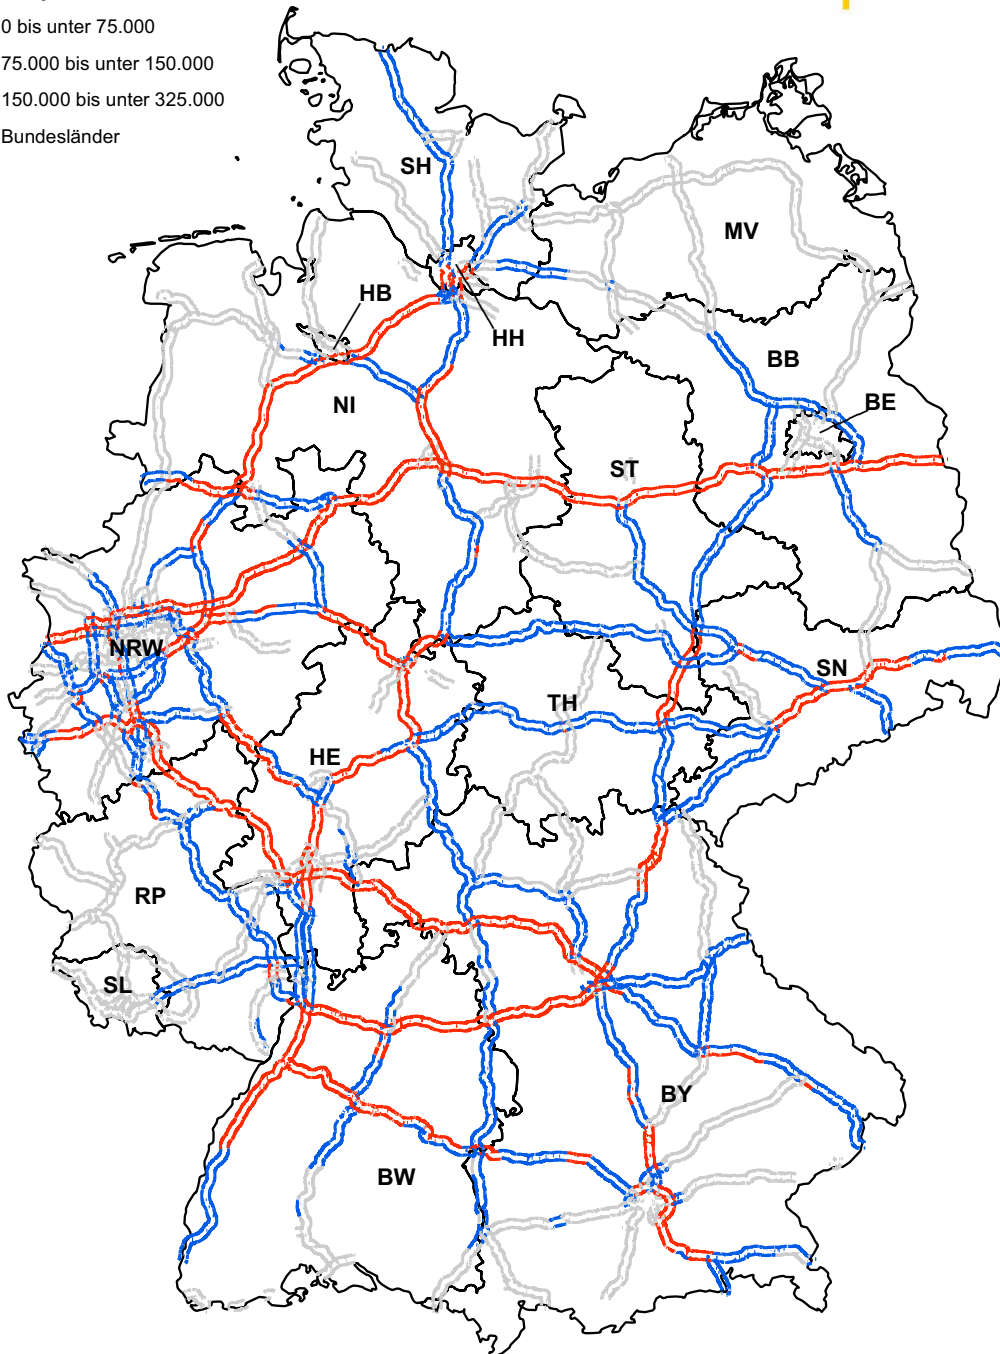 0 bis unter 75.000
75.000 bis unter 150.000
150.000 bis unter 325.000
Bundesländer
SH
MV
HB
HH
BB
NI
BE
ST
NRW
SN
TH
HE
RP
SL
BY
BW